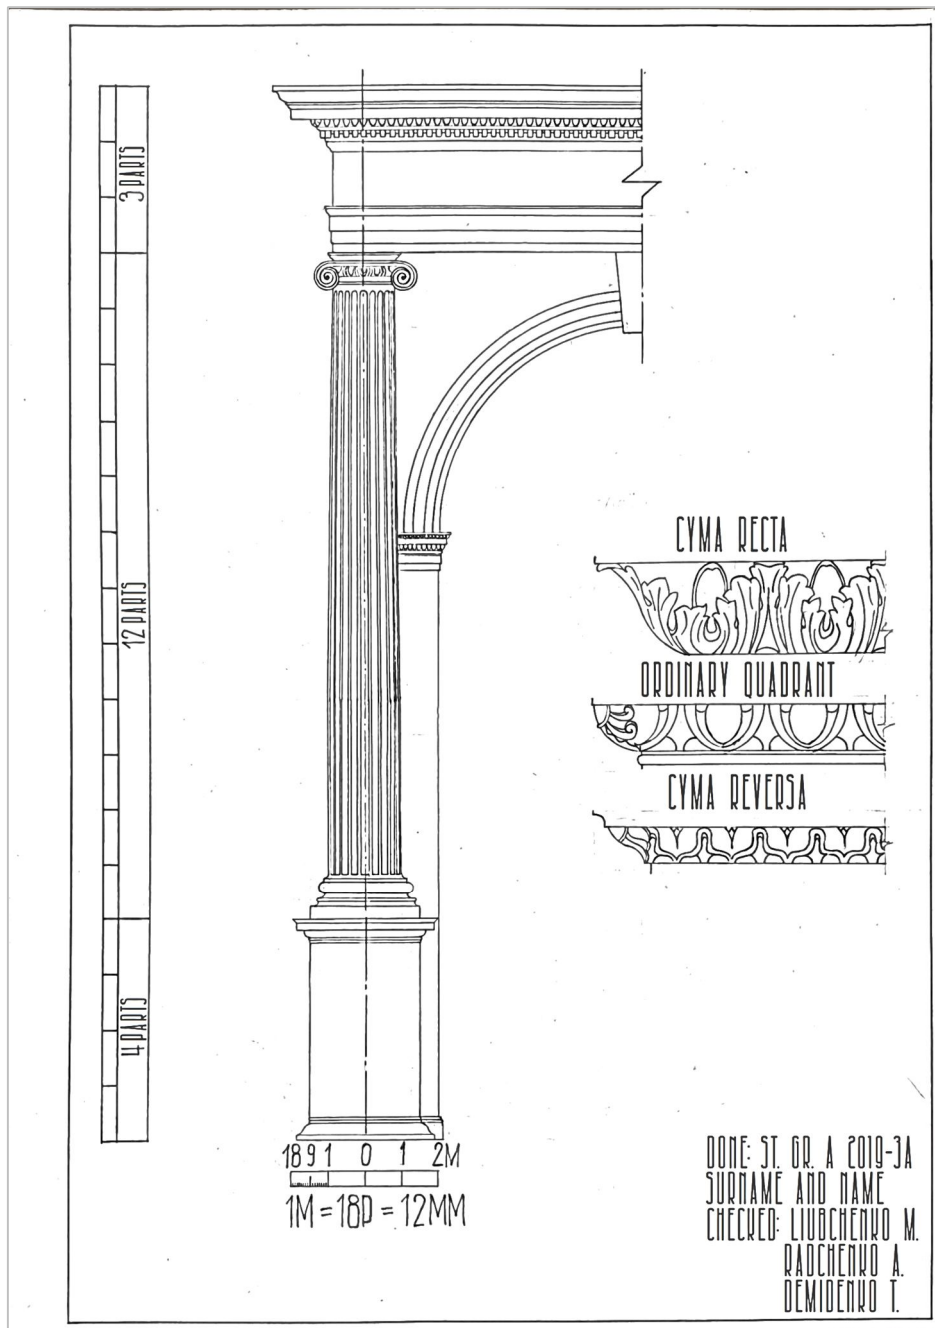 3 PARTS
12 PARTS
4 PARTS
CYMA RECTA
ORDINARY QUADRANT
CYMA REVERSA
18 9 1 0 1 2M
1M = 18P = 12MM
DONE: ST. GR. A 2019-3A
SURNAME AND NAME
CHECKED: LIUBCHENKO M.
RADCHENKO A.
DEMIDENKO T.